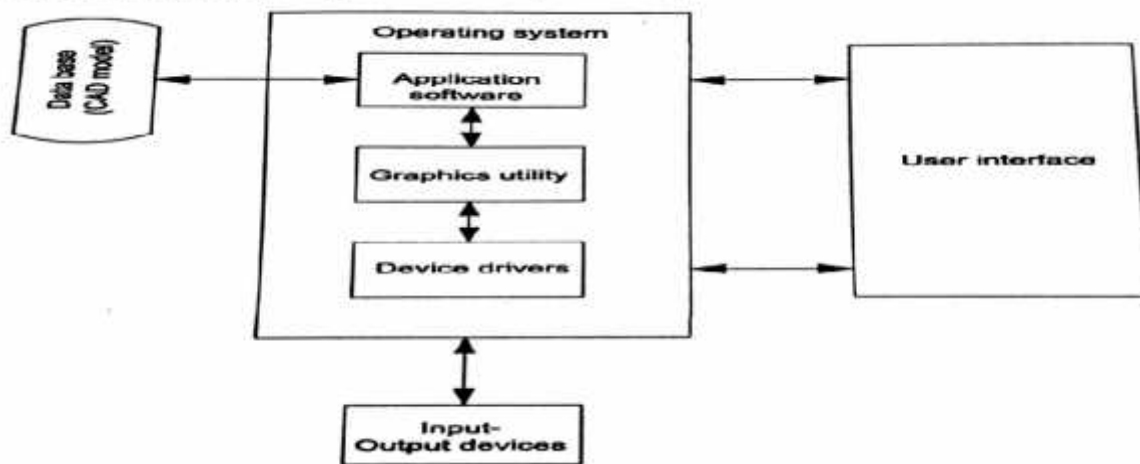 Operating system
Data base
(CAD model)
Application
software
Graphics utility
User interface
Device drivers
Input-
Output devices